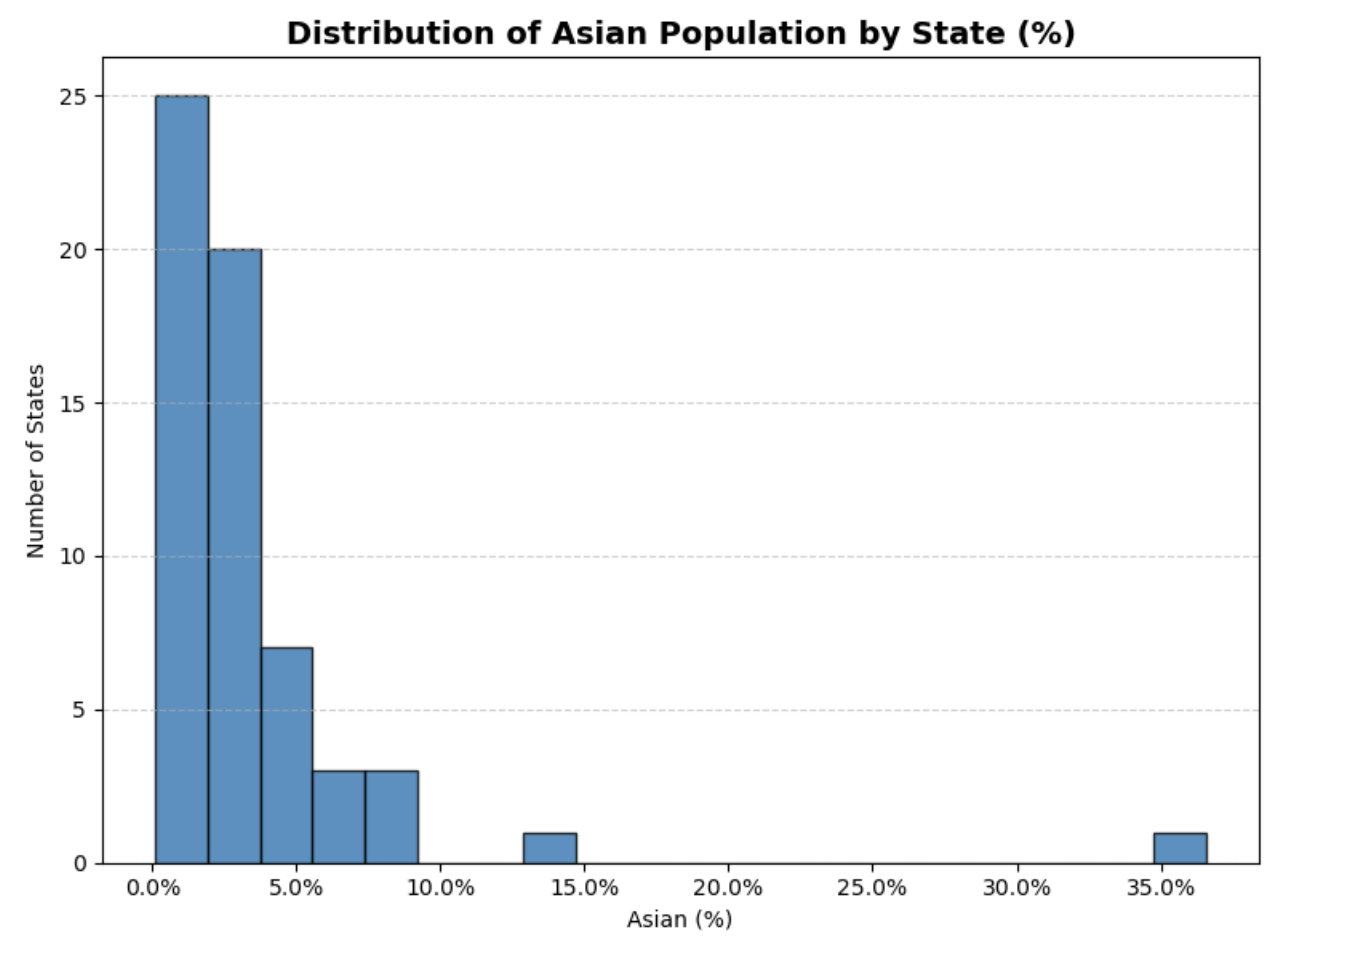 Distribution of Asian Population by State (%)
25
20
15
10
5
0
Number of States
0.0% 5.0% 10.0% 15.0% 20.0% 25.0% 30.0% 35.0%
Asian (%)